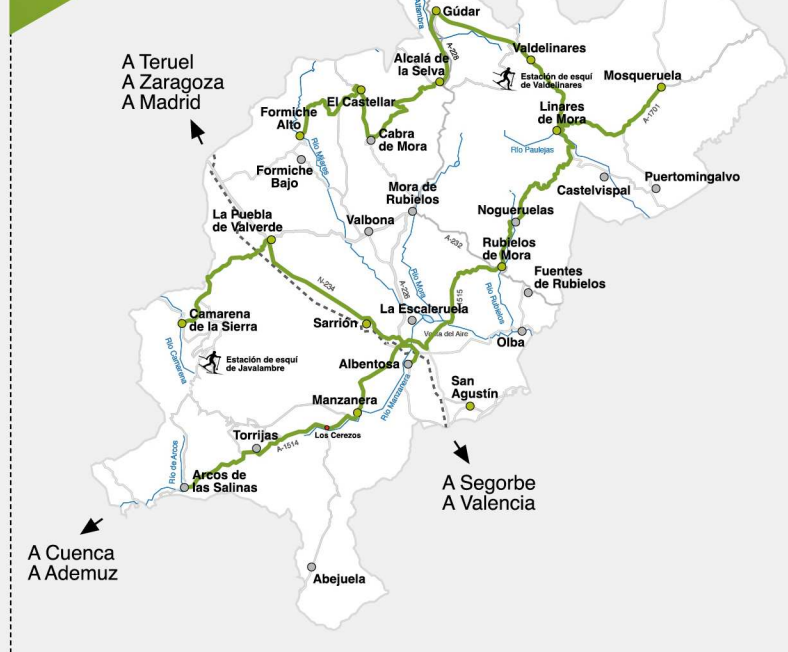 Alfambra
Gúdar
A-228
Valdelinares
Alcalá de
la Selva
Estación de esquí
de Valdelinares
Mosqueruela
A Teruel
A Zaragoza
A Madrid
El Castellar
Linares
de Mora
A-1701
Formiche
Alto
Cabra
de Mora
Río Mijares
Río Paulejas
Formiche
Bajo
Castelvispal
Puertomingalvo
Mora de
Rubielos
La Puebla
de Valverde
Valbona
Nogueruelas
A-232
Rubielos
de Mora
Fuentes
de Rubielos
N-234
Río Mora
A-226
1515
Río Rubielos
Camarena
de la Sierra
Sarrión
La Escaleruela
Venta del Aire
Olba
Río Camarena
Estación de esquí
de Javalambre
Albentosa
San
Agustín
Manzanera
Río Manzanera
Torrijas
Los Cerezos
A-1514
Río de Arcos
Arcos de
las Salinas
A Segorbe
A Valencia
A Cuenca
A Ademuz
Abejuela